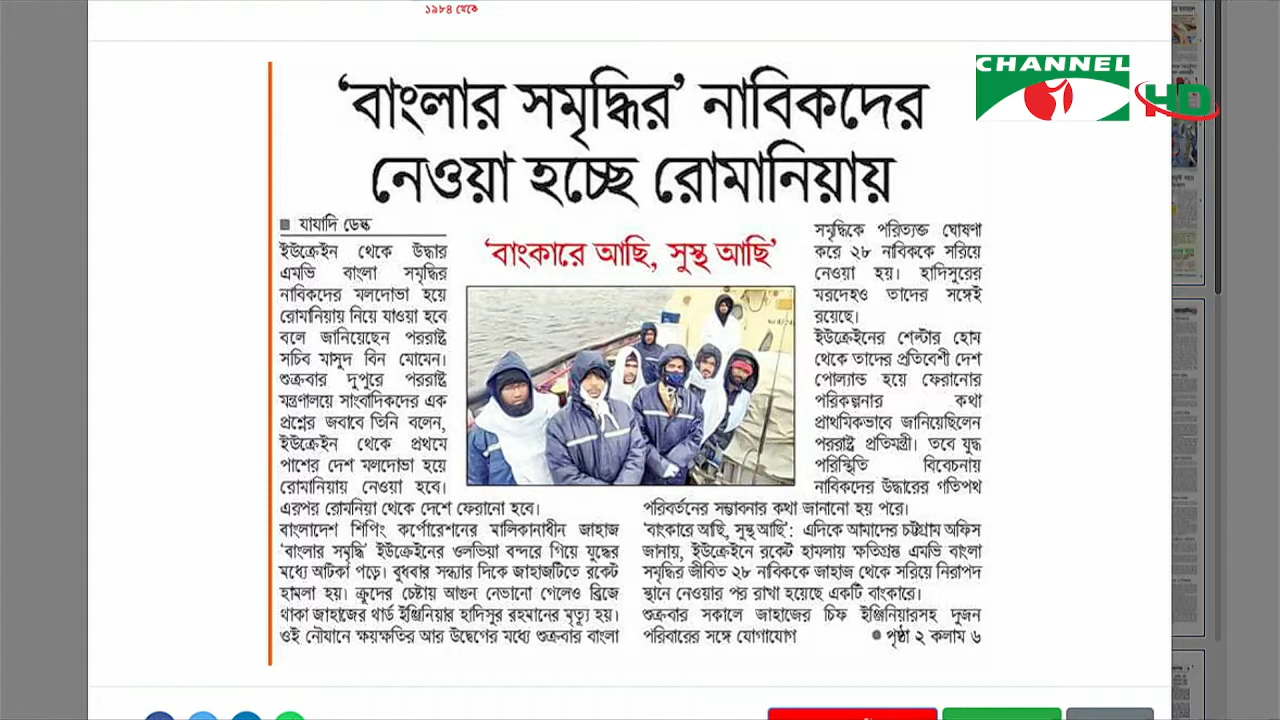 ১৯৮৪ থেকে
CHANNEL
HD
‘বাংলার সমৃদ্ধির’ নাবিকদের
নেওয়া হচ্ছে রোমানিয়ায়
যাযাদি ডেস্ক
ইউক্রেন থেকে উদ্ধার
এমভি বাংলা সমৃদ্ধির
নাবিকদের মলদোভা হয়ে
রোমানিয়ায় নিয়ে যাওয়া হবে
বলে জানিয়েছেন পররাষ্ট্র
সচিব মাসুদ বিন মোমেন।
শুক্রবার দুপুরে পররাষ্ট্র
মন্ত্রণালয়ে সাংবাদিকদের এক
প্রশ্নের জবাবে তিনি বলেন,
ইউক্রেইন থেকে প্রথমে
পাশের দেশ মলদোভা হয়ে
রোমানিয়ায় নেওয়া হবে।
এরপর রোমনিয়া থেকে দেশে ফেরানো হবে।
বাংলাদেশ শিপিং কর্পোরেশনের মালিকানাধীন জাহাজ
‘বাংলার সমৃদ্ধি’ ইউক্রেইনের ওলভিয়া বন্দরে গিয়ে যুদ্ধের
মধ্যে আটকা পড়ে। বুধবার সন্ধ্যার দিকে জাহাজটিতে রকেট
হামলা হয়। ক্রুদের চেষ্টায় আগুন নেভানো গেলেও ব্রিজে
থাকা জাহাজের থার্ড ইঞ্জিনিয়ার হাদিসুর রহমানের মৃত্যু হয়।
ওই নৌযানে ক্ষয়ক্ষতির আর উদ্বেগের মধ্যে শুক্রবার বাংলা
‘বাংকারে আছি, সুস্থ আছি’
সমৃদ্ধিকে পরিত্যক্ত ঘোষণা
করে ২৮ নাবিককে সরিয়ে
নেওয়া হয়। হাদিসুরের
মরদেহও তাদের সঙ্গেই
রয়েছে।
ইউক্রেইনের শেল্টার হোম
থেকে তাদের প্রতিবেশী দেশ
পোল্যান্ড হয়ে ফেরানোর
পরিকল্পনার কথা
প্রাথমিকভাবে জানিয়েছিলেন
পররাষ্ট্র প্রতিমন্ত্রী। তবে যুদ্ধ
পরিস্থিতি বিবেচনায়
নাবিকদের উদ্ধারের গতিপথ
পরিবর্তনের সম্ভাবনার কথা জানানো হয় পরে।
‘বাংকারে আছি, সুস্থ আছি’: এদিকে আমাদের চট্টগ্রাম অফিস
জানায়, ইউক্রেইনে রকেট হামলায় ক্ষতিগ্রস্ত এমভি বাংলা
সমৃদ্ধির জীবিত ২৮ নাবিককে জাহাজ থেকে সরিয়ে নিরাপদ
স্থানে নেওয়ার পর রাখা হয়েছে একটি বাংকারে।
শুক্রবার সকালে জাহাজের চিফ ইঞ্জিনিয়ারসহ দুজন
পরিবারের সঙ্গে যোগাযোগ ● পৃষ্ঠা ২ কলাম ৬